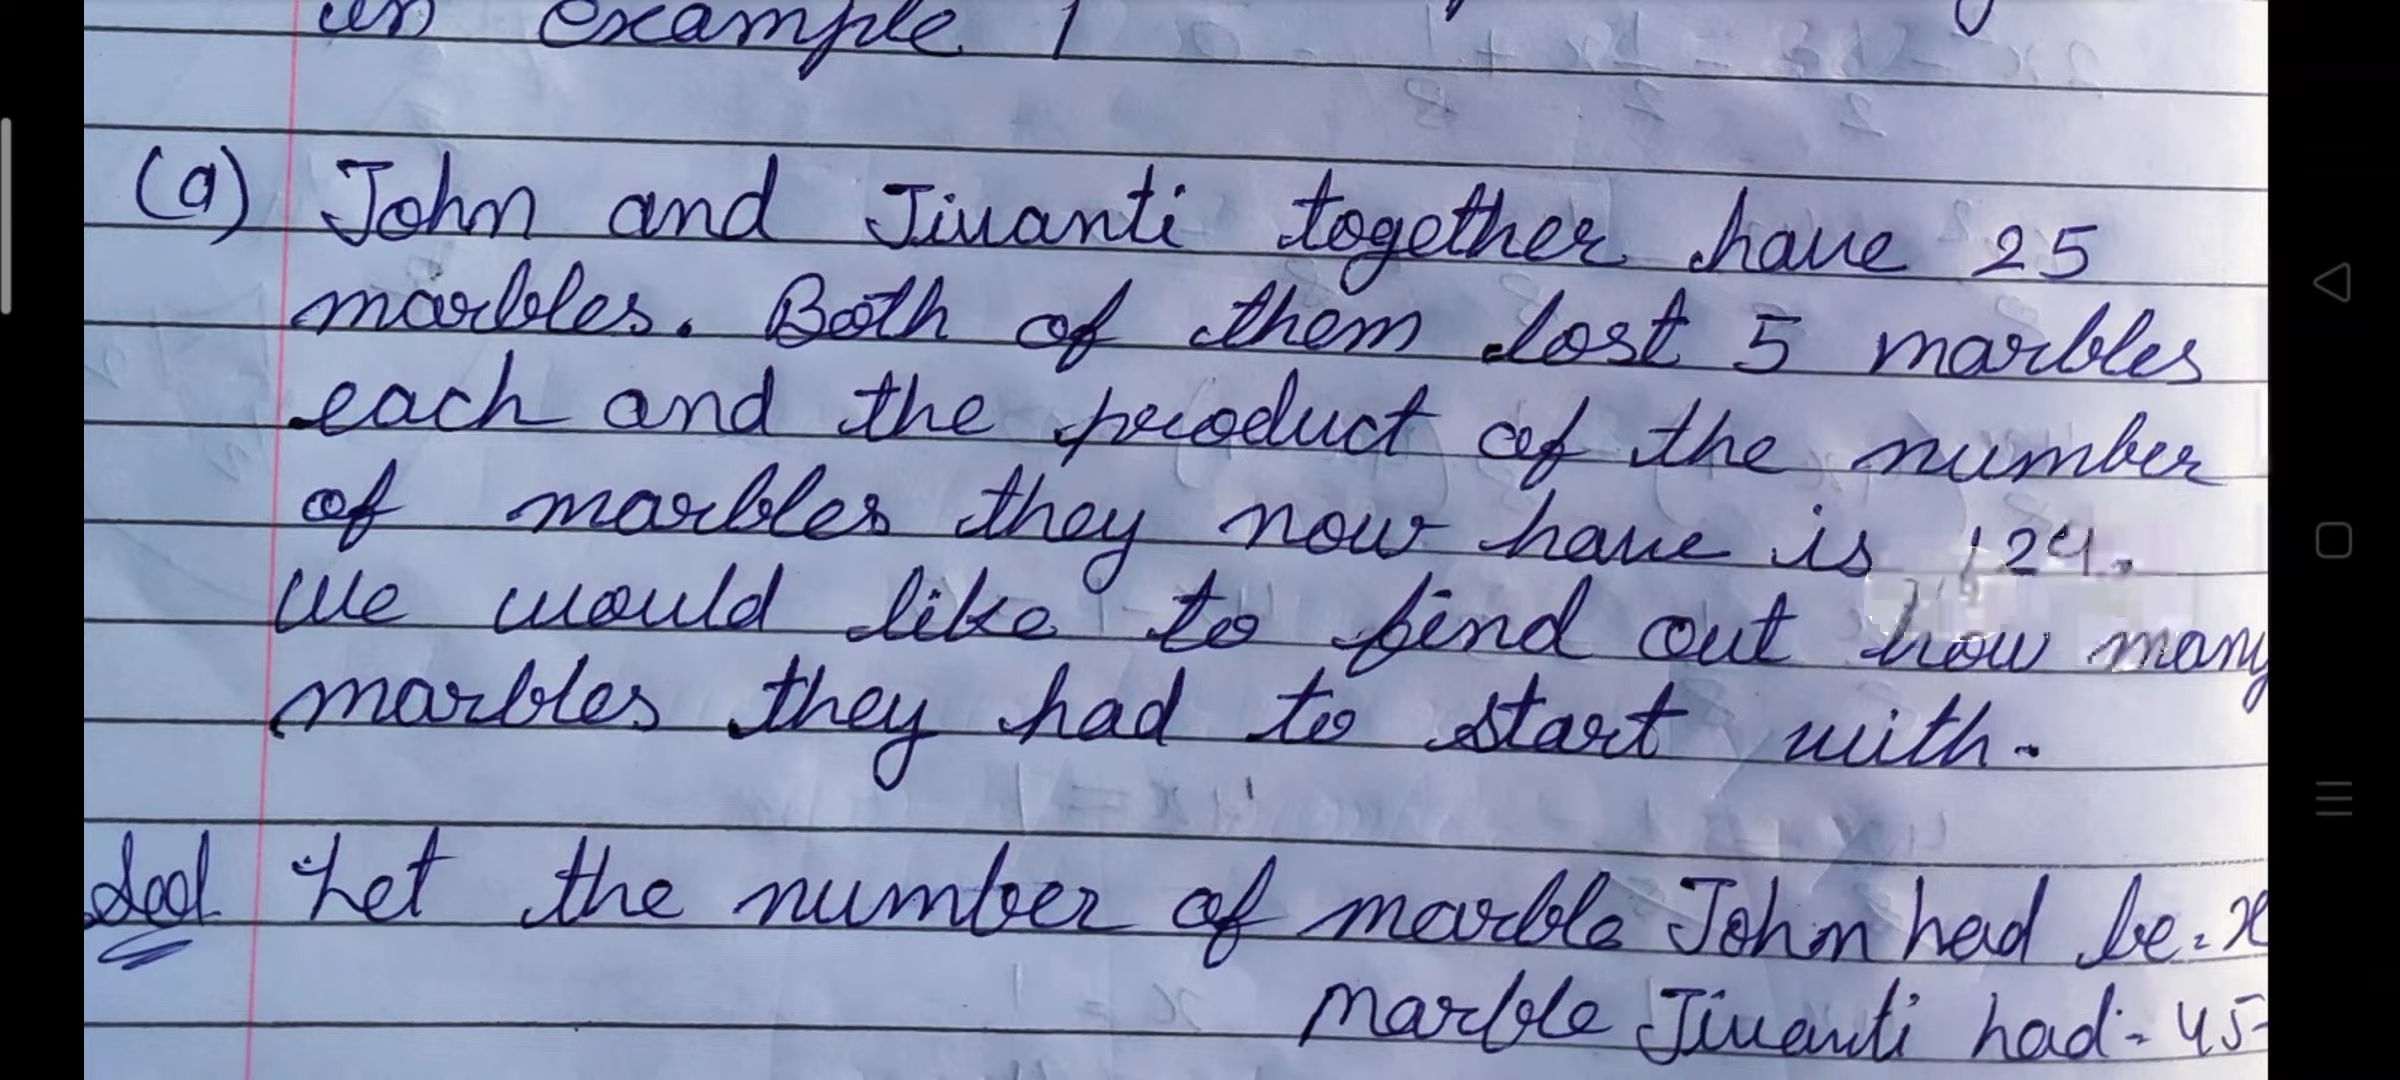 in example 1
(a) John and Jivanti together have 25
marbles. Both of them lost 5 marbles
each and the product of the number
of marbles they now have is 124.
We would like to find out how many
marbles they had to start with.
Sol Let the number of marble John had be = x
marble Jivanti had = 45-